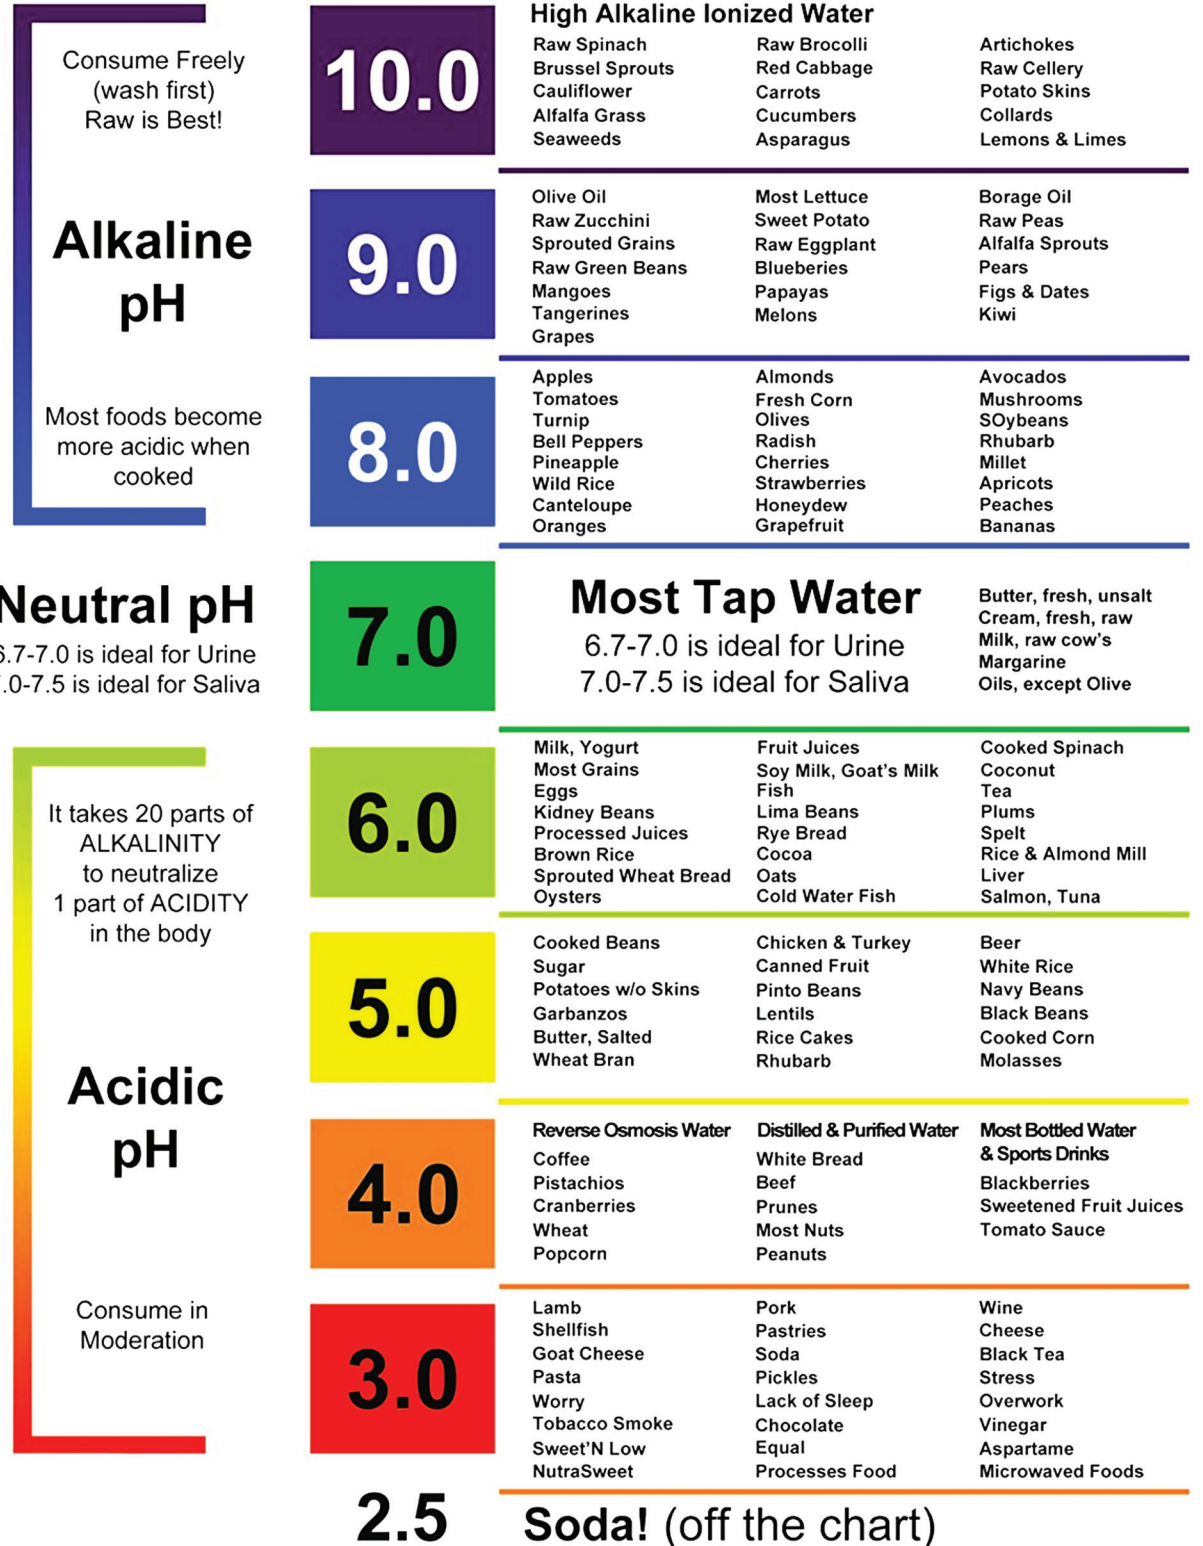 Consume Freely
(wash first)
Raw is Best!
Alkaline
pH
Most foods become
more acidic when
cooked
10.0
High Alkaline Ionized Water
Raw Spinach Raw Brocolli Artichokes
Brussel Sprouts Red Cabbage Raw Cellery
Cauliflower Carrots Potato Skins
Alfalfa Grass Cucumbers Collards
Seaweeds Asparagus Lemons & Limes
9.0
Olive Oil Most Lettuce Borage Oil
Raw Zucchini Sweet Potato Raw Peas
Sprouted Grains Raw Eggplant Alfalfa Sprouts
Raw Green Beans Blueberies Pears
Mangoes Papayas Figs & Dates
Tangerines Melons Kiwi
Grapes
8.0
Apples Almonds Avocados
Tomatoes Fresh Corn Mushrooms
Turnip Olives SOybeans
Bell Peppers Radish Rhubarb
Pineapple Cherries Millet
Wild Rice Strawberries Apricots
Canteloupe Honeydew Peaches
Oranges Grapefruit Bananas
Neutral pH
6.7-7.0 is ideal for Urine
7.0-7.5 is ideal for Saliva
7.0
Most Tap Water
6.7-7.0 is ideal for Urine
7.0-7.5 is ideal for Saliva
Butter, fresh, unsalt
Cream, fresh, raw
Milk, raw cow's
Margarine
Oils, except Olive
It takes 20 parts of
ALKALINITY
to neutralize
1 part of ACIDITY
in the body
Acidic
pH
Consume in
Moderation
6.0
Milk, Yogurt Fruit Juices Cooked Spinach
Most Grains Soy Milk, Goat's Milk Coconut
Eggs Fish Tea
Kidney Beans Lima Beans Plums
Processed Juices Rye Bread Spelt
Brown Rice Cocoa Rice & Almond Mill
Sprouted Wheat Bread Oats Liver
Oysters Cold Water Fish Salmon, Tuna
5.0
Cooked Beans Chicken & Turkey Beer
Sugar Canned Fruit White Rice
Potatoes w/o Skins Pinto Beans Navy Beans
Garbanzos Lentils Black Beans
Butter, Salted Rice Cakes Cooked Corn
Wheat Bran Rhubarb Molasses
4.0
Reverse Osmosis Water Distilled & Purified Water Most Bottled Water
& Sports Drinks
Coffee White Bread Blackberries
Pistachios Beef Sweetened Fruit Juices
Cranberries Prunes Tomato Sauce
Wheat Most Nuts
Popcorn Peanuts
3.0
Lamb Pork Wine
Shellfish Pastries Cheese
Goat Cheese Soda Black Tea
Pasta Pickles Stress
Worry Lack of Sleep Overwork
Tobacco Smoke Chocolate Vinegar
Sweet'N Low Equal Aspartame
NutraSweet Processes Food Microwaved Foods
2.5 Soda! (off the chart)